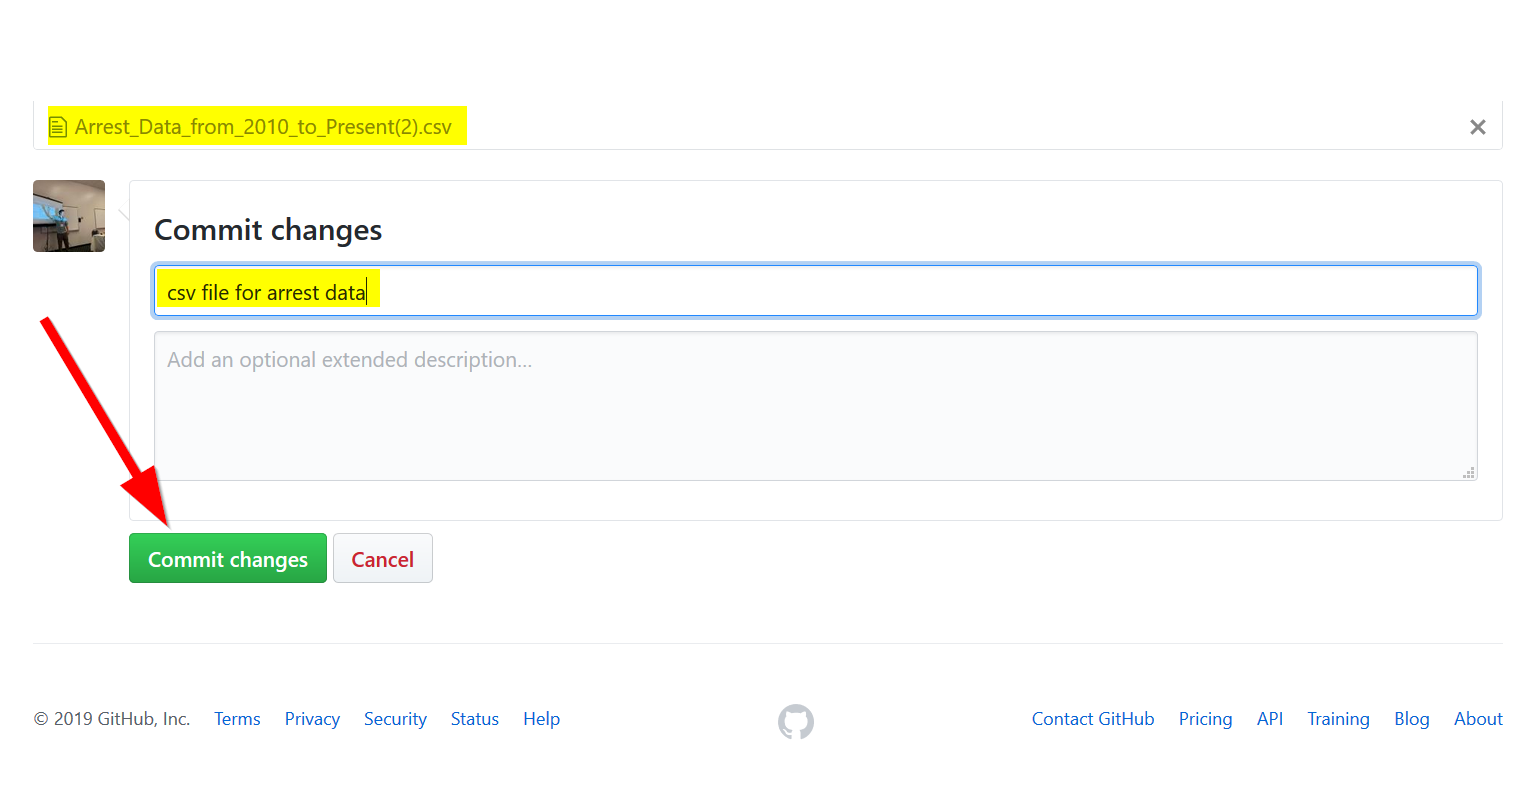 Arrest_Data_from_2010_to_Present(2).csv
Commit changes
csv file for arrest data
Add an optional extended description...
Commit changes Cancel
© 2019 GitHub, Inc. Terms Privacy Security Status Help Contact GitHub Pricing API Training Blog About